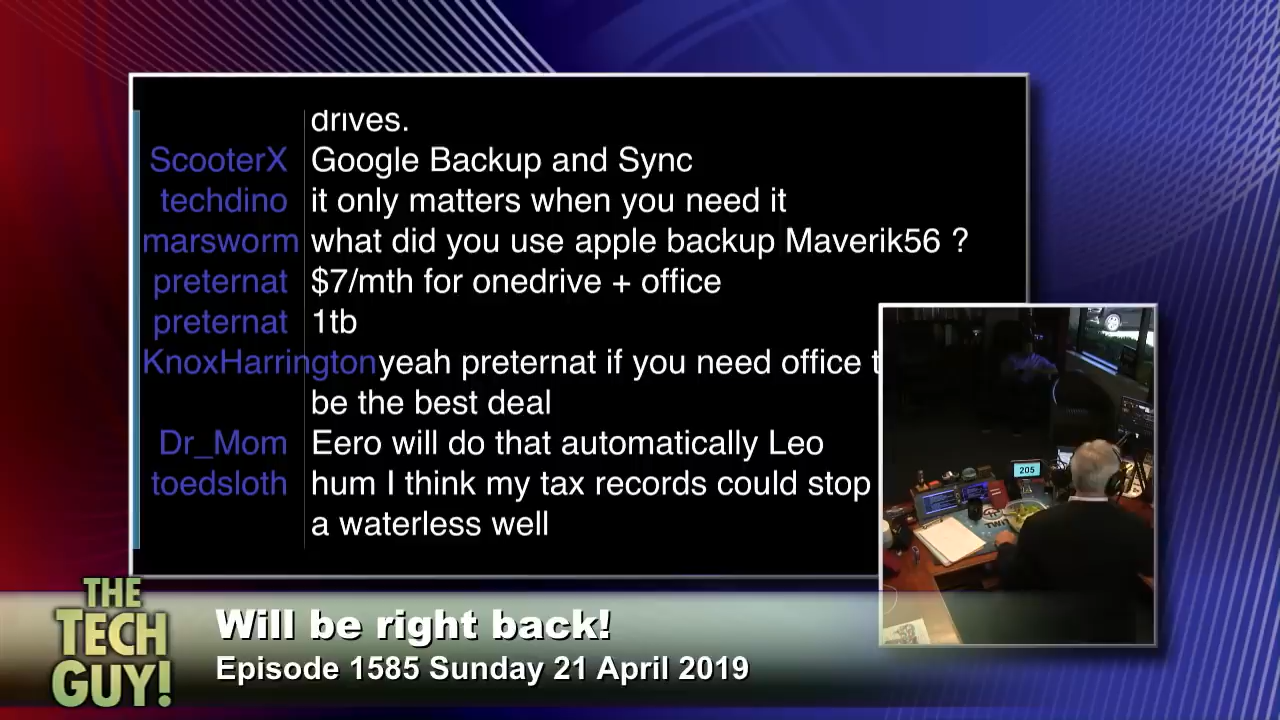 drives.
ScooterX Google Backup and Sync
techdino it only matters when you need it
marsworm what did you use apple backup Maverik56 ?
preternat $7/mth for onedrive + office
preternat 1tb
KnoxHarrington yeah preternat if you need office t
be the best deal
Dr_Mom Eero will do that automatically Leo
toedsloth hum I think my tax records could stop
a waterless well
205
THE
TECH
GUY!
Will be right back!
Episode 1585 Sunday 21 April 2019